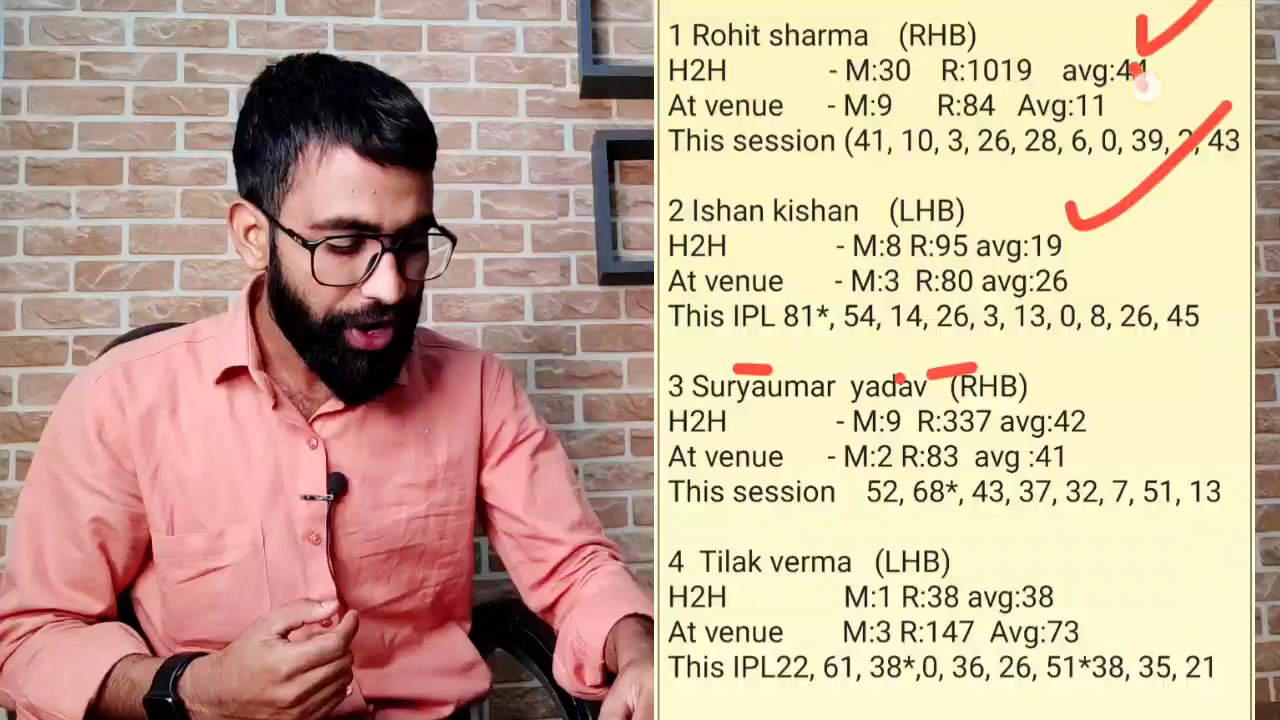 1 Rohit sharma (RHB)
H2H - M:30 R:1019 avg:44
At venue - M:9 R:84 Avg:11
This session (41, 10, 3, 26, 28, 6, 0, 39, 2, 43
2 Ishan kishan (LHB)
H2H - M:8 R:95 avg:19
At venue - M:3 R:80 avg:26
This IPL 81*, 54, 14, 26, 3, 13, 0, 8, 26, 45
3 Suryaumar yadav (RHB)
H2H - M:9 R:337 avg:42
At venue - M:2 R:83 avg :41
This session 52, 68*, 43, 37, 32, 7, 51, 13
4 Tilak verma (LHB)
H2H M:1 R:38 avg:38
At venue M:3 R:147 Avg:73
This IPL22, 61, 38*,0, 36, 26, 51*38, 35, 21